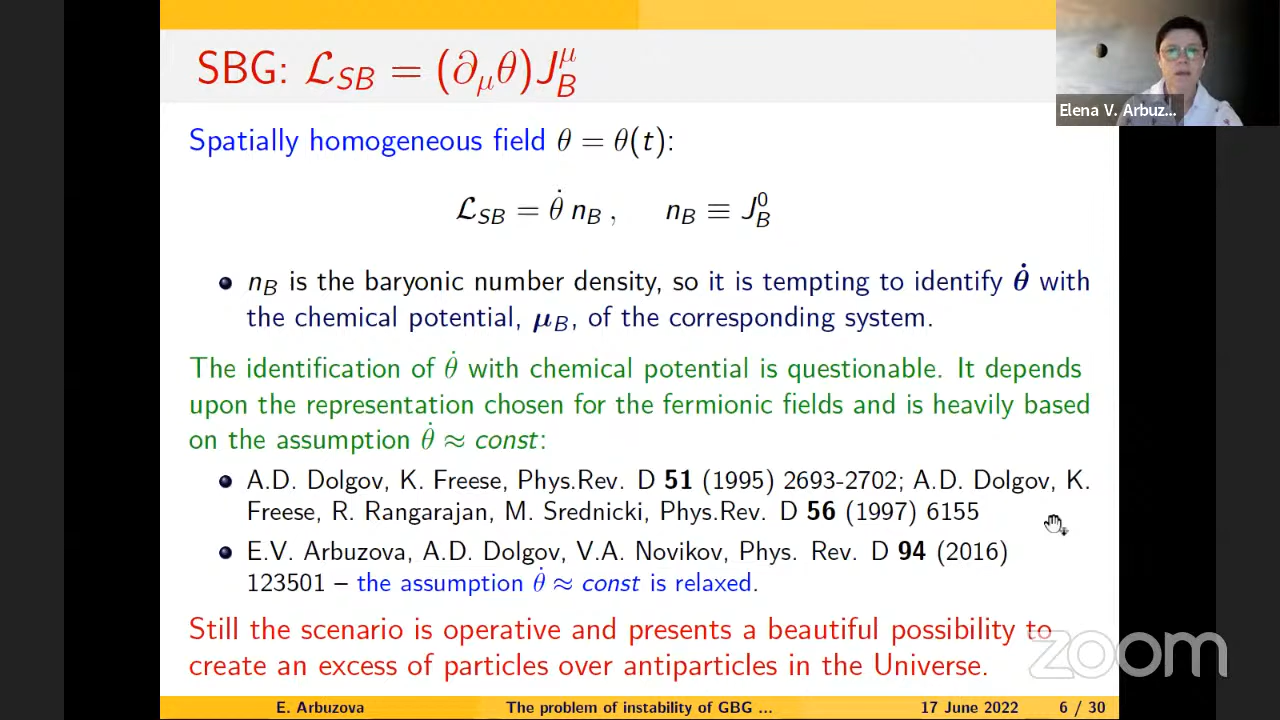 SBG: ℒ_SB = (∂_μθ)J_B^μ
Elena V. Arbuz...
Spatially homogeneous field θ = θ(t):
ℒ_SB = θ̇ n_B , n_B ≡ J_B^0
n_B is the baryonic number density, so it is tempting to identify θ̇ with
the chemical potential, μ_B, of the corresponding system.
The identification of θ̇ with chemical potential is questionable. It depends
upon the representation chosen for the fermionic fields and is heavily based
on the assumption θ̇ ≈ const:
A.D. Dolgov, K. Freese, Phys.Rev. D 51 (1995) 2693-2702; A.D. Dolgov, K.
Freese, R. Rangarajan, M. Srednicki, Phys.Rev. D 56 (1997) 6155
E.V. Arbuzova, A.D. Dolgov, V.A. Novikov, Phys. Rev. D 94 (2016)
123501 – the assumption θ̇ ≈ const is relaxed.
Still the scenario is operative and presents a beautiful possibility to
create an excess of particles over antiparticles in the Universe.
zoom
E. Arbuzova The problem of instability of GBG ... 17 June 2022 6 / 30